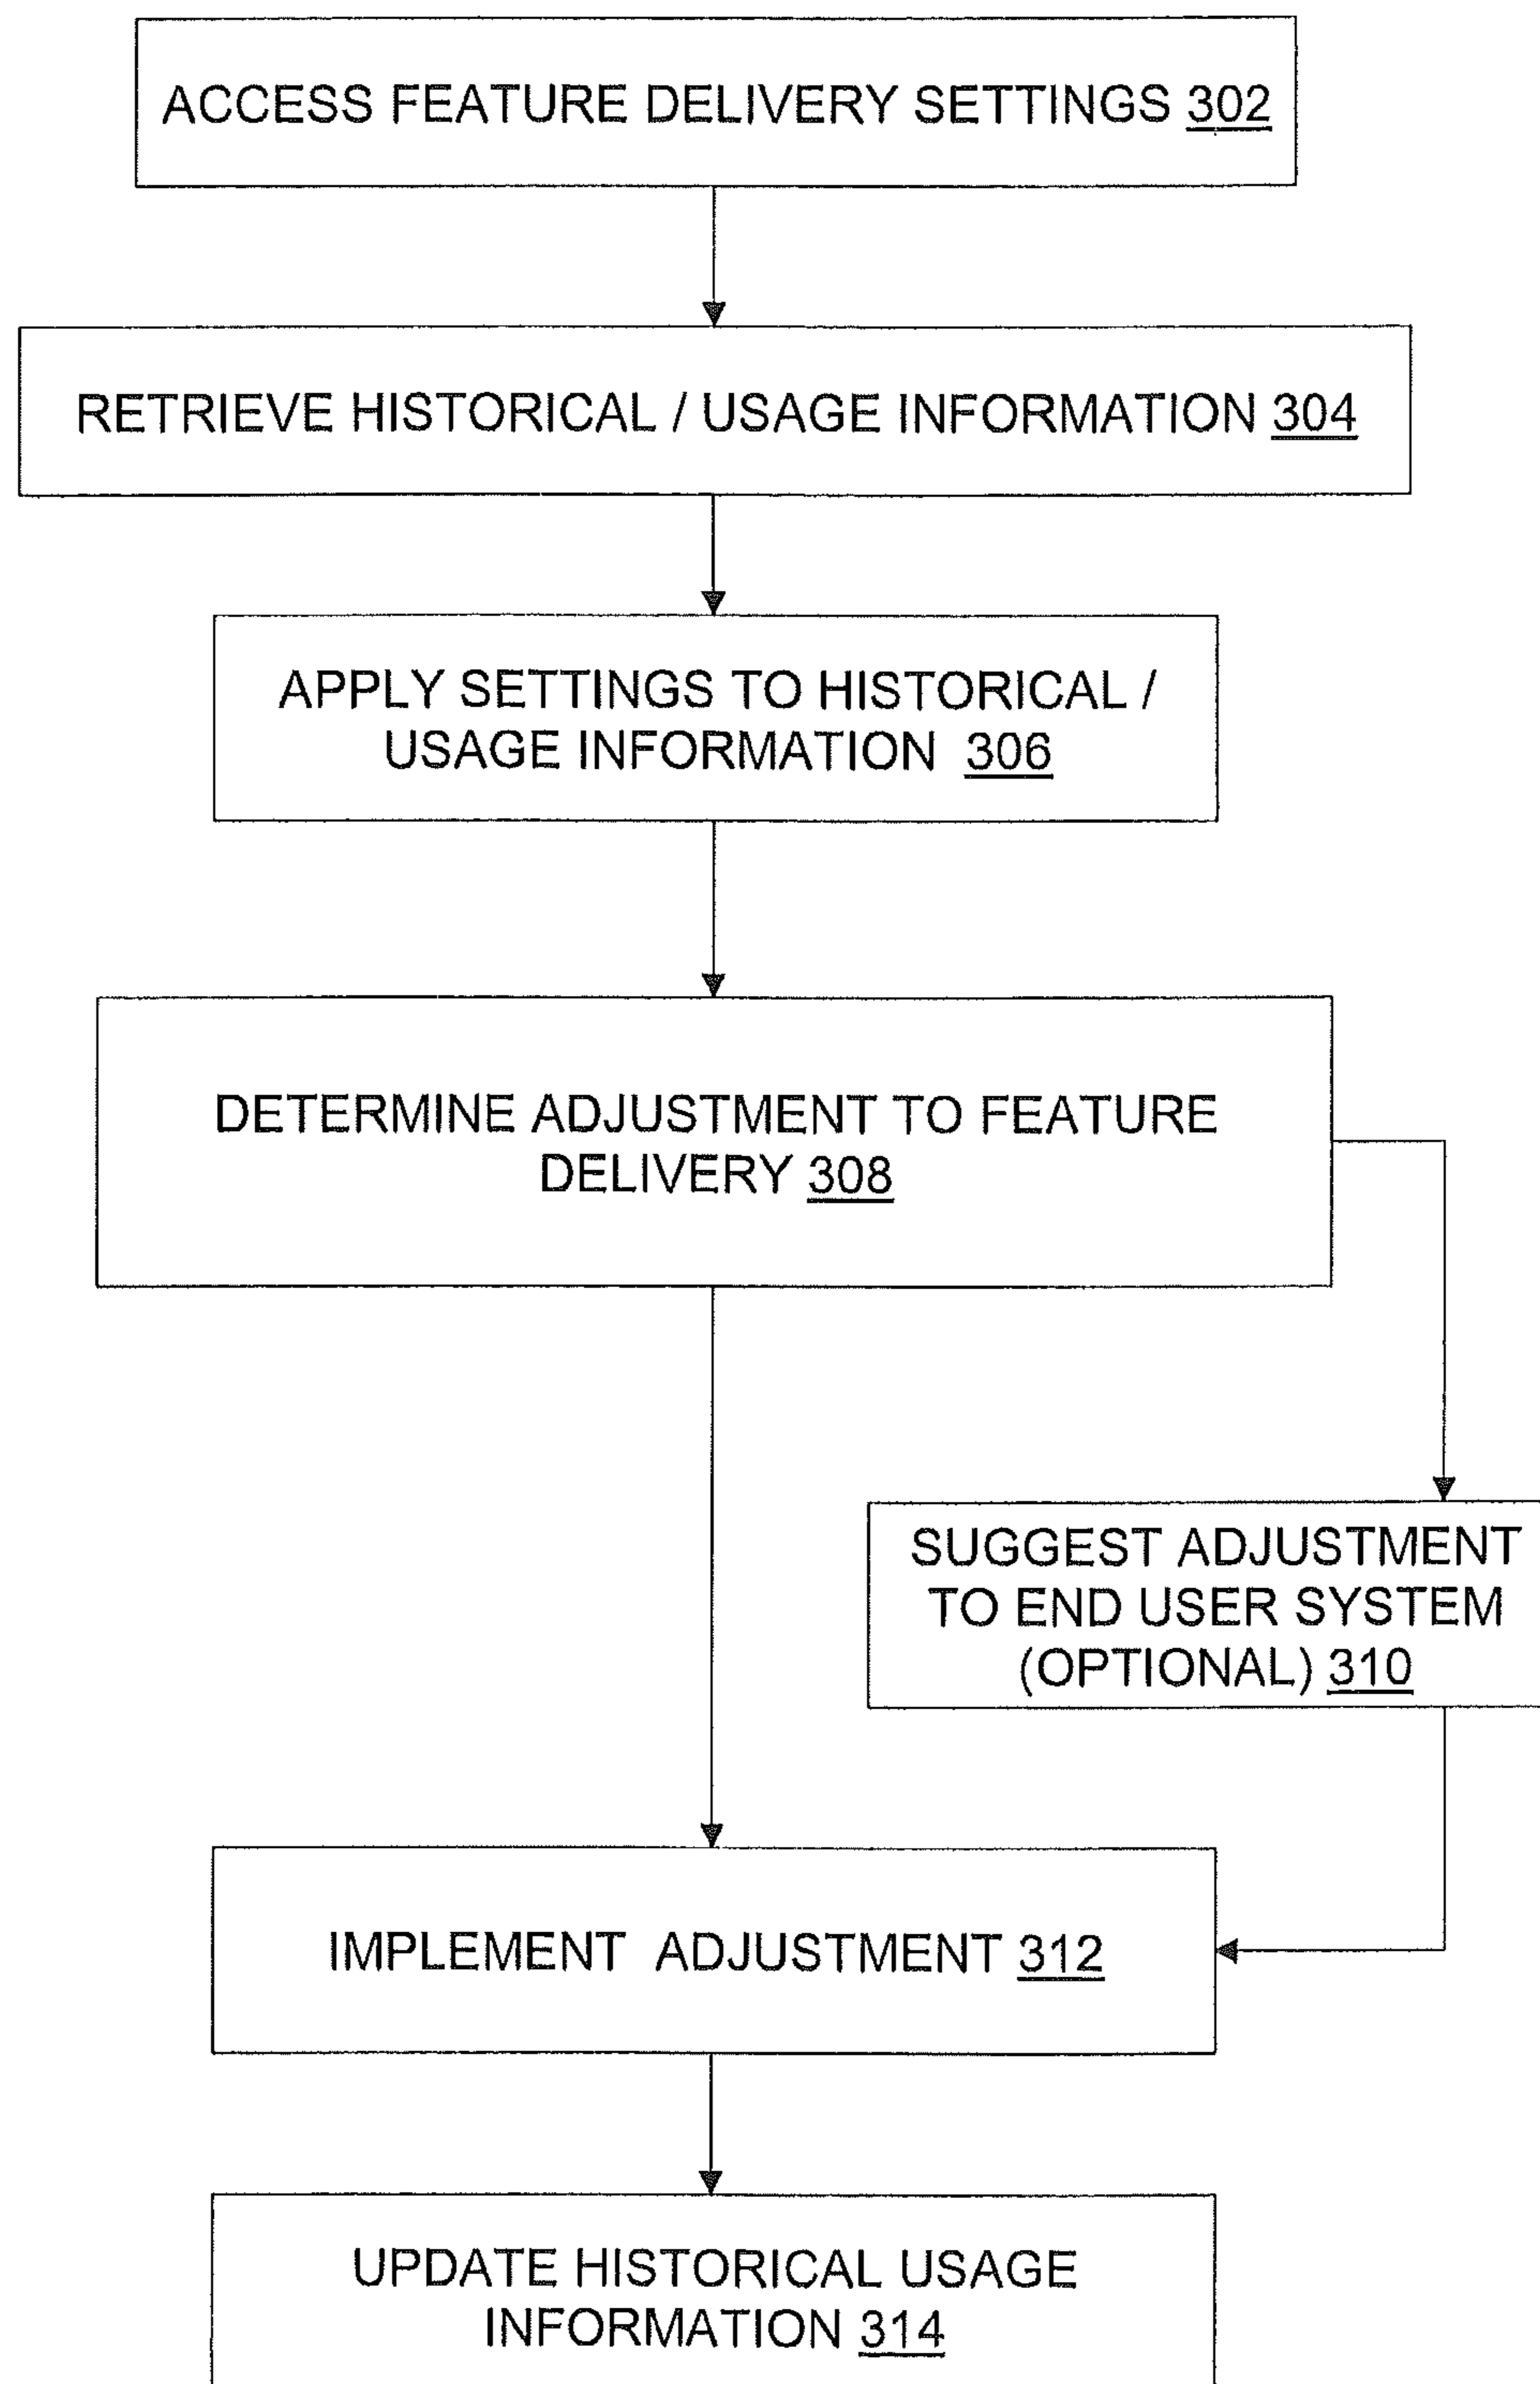 ACCESS FEATURE DELIVERY SETTINGS 302
RETRIEVE HISTORICAL / USAGE INFORMATION 304
APPLY SETTINGS TO HISTORICAL /
USAGE INFORMATION 306
DETERMINE ADJUSTMENT TO FEATURE
DELIVERY 308
SUGGEST ADJUSTMENT
TO END USER SYSTEM
(OPTIONAL) 310
IMPLEMENT ADJUSTMENT 312
UPDATE HISTORICAL USAGE
INFORMATION 314